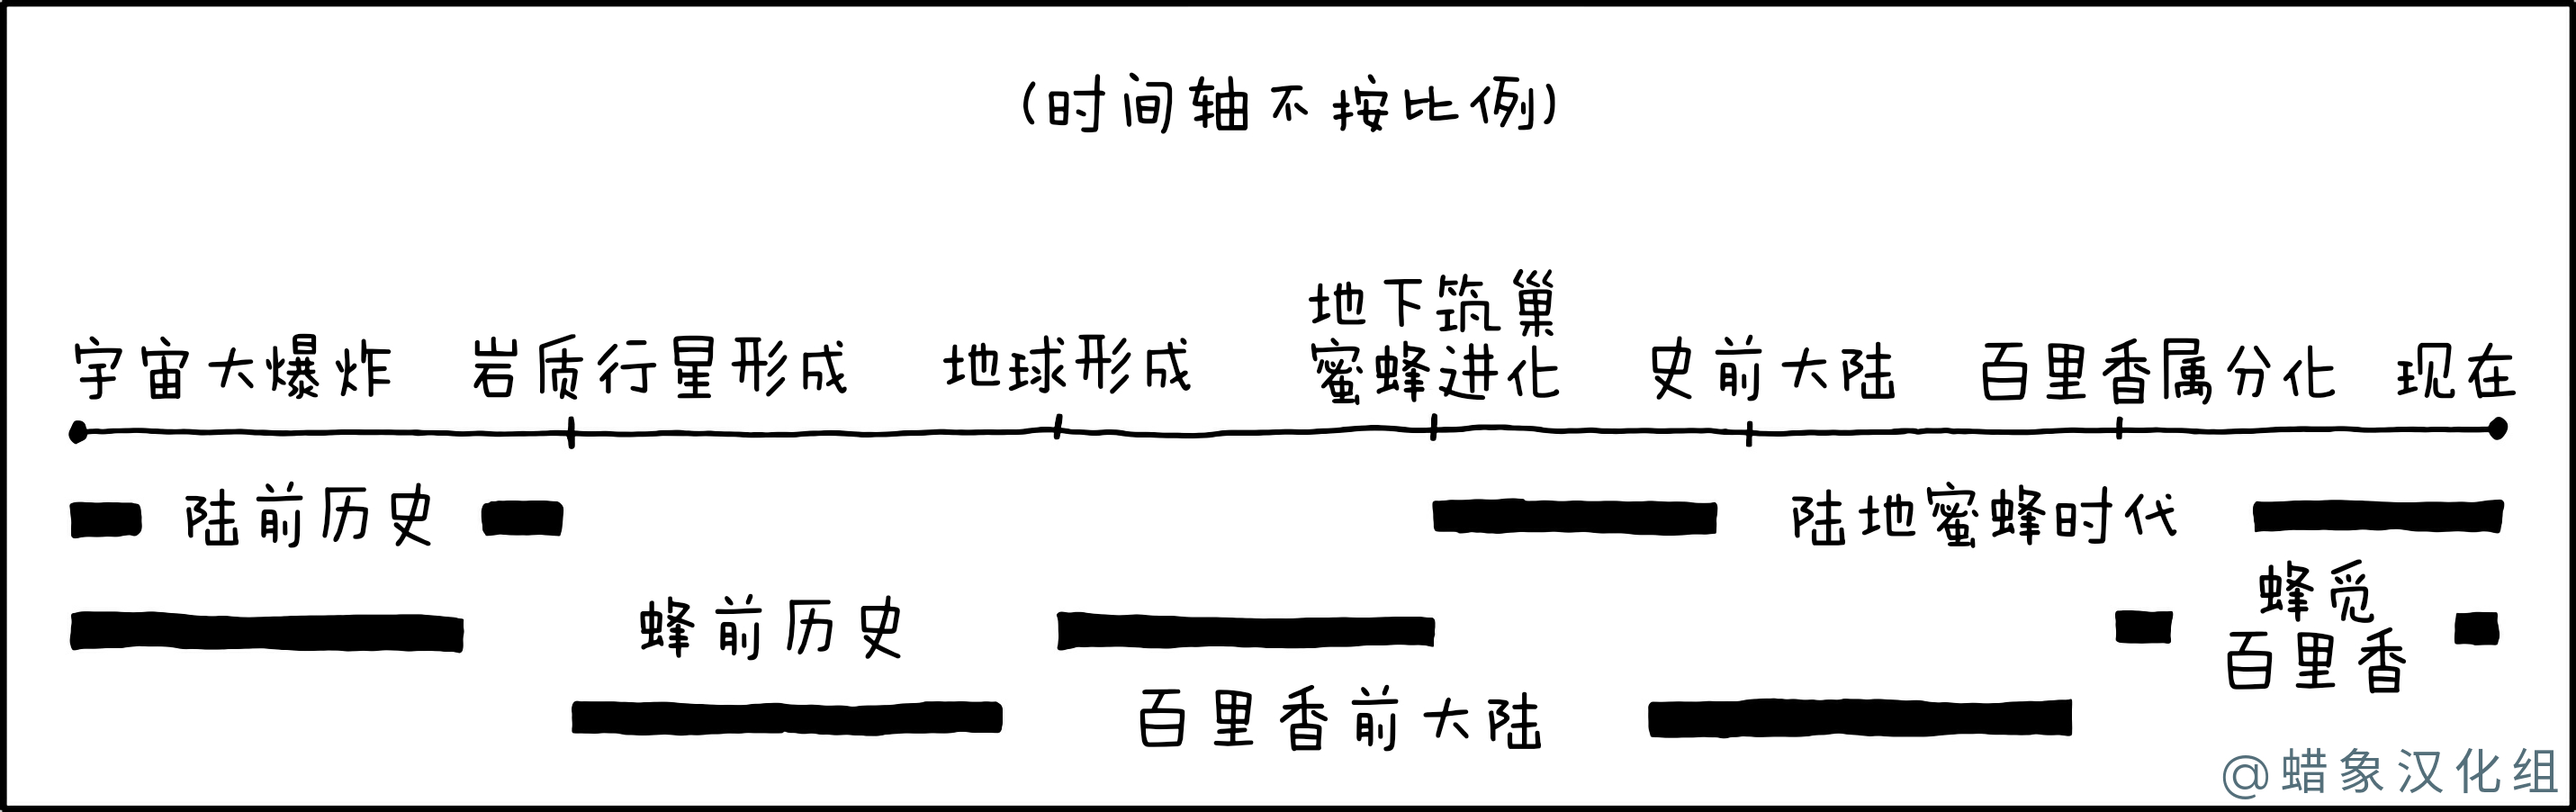 (时间轴不按比例)
宇宙大爆炸
岩质行星形成
地球形成
地下筑巢
蜜蜂进化
史前大陆
百里香属分化
现在
陆前历史
陆地蜜蜂时代
蜂前历史
蜂觅
百里香
百里香前大陆
@蜡象汉化组